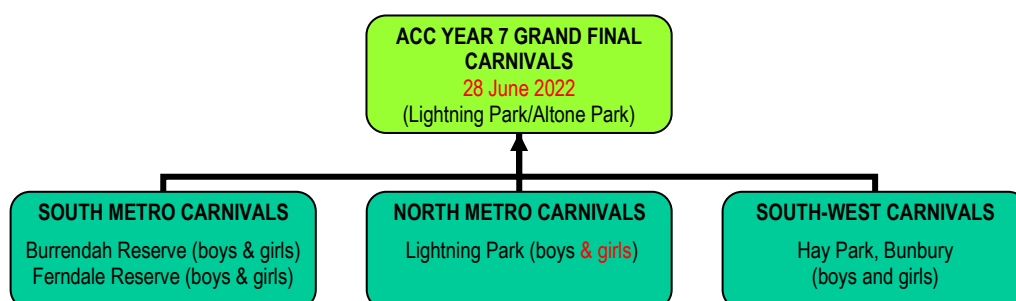 ACC YEAR 7 GRAND FINAL
CARNIVALS
28 June 2022
(Lightning Park/Altone Park)
SOUTH METRO CARNIVALS
Burrendah Reserve (boys & girls)
Ferndale Reserve (boys & girls)
NORTH METRO CARNIVALS
Lightning Park (boys & girls)
SOUTH-WEST CARNIVALS
Hay Park, Bunbury
(boys and girls)